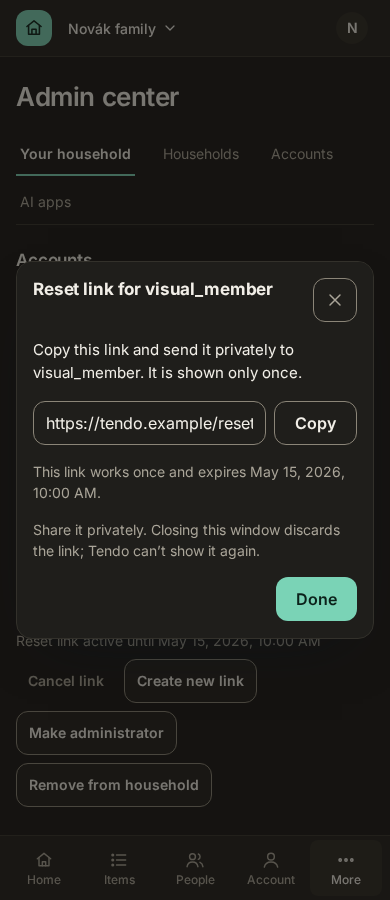 Novák family
N
Admin center
Your household
Households
Accounts
AI apps
Accounts
Reset link for visual_member
Copy this link and send it privately to
visual_member. It is shown only once.
https://tendo.example/reset
Copy
This link works once and expires May 15, 2026,
10:00 AM.
Share it privately. Closing this window discards
the link; Tendo can’t show it again.
Done
Reset link active until May 15, 2026, 10:00 AM
Cancel link
Create new link
Make administrator
Remove from household
Home
Items
People
Account
More